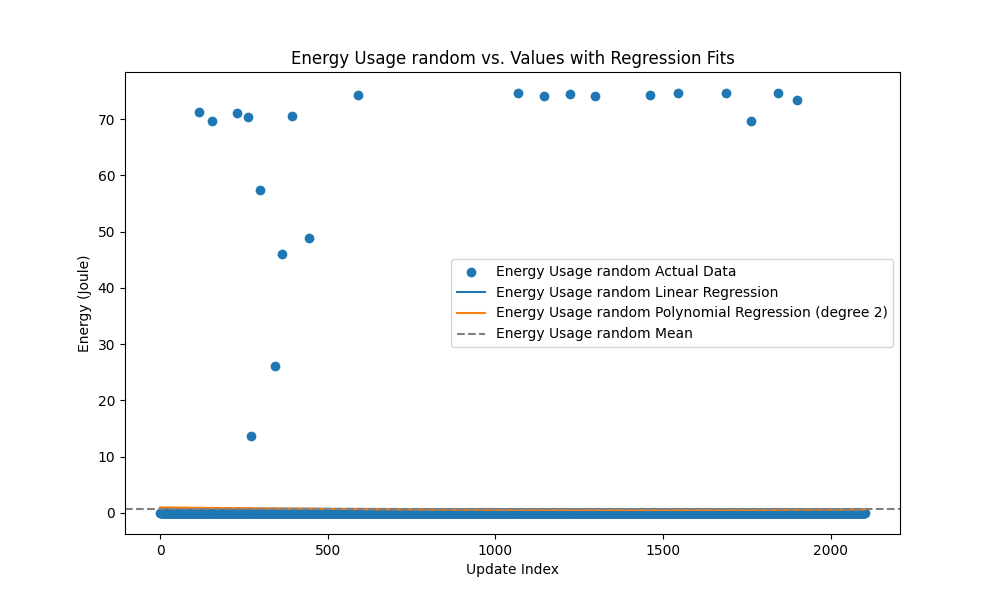 Energy Usage random vs. Values with Regression Fits
Energy (Joule)
70
60
50
40
30
20
10
0
Energy Usage random Actual Data
Energy Usage random Linear Regression
Energy Usage random Polynomial Regression (degree 2)
Energy Usage random Mean
0 500 1000 1500 2000
Update Index